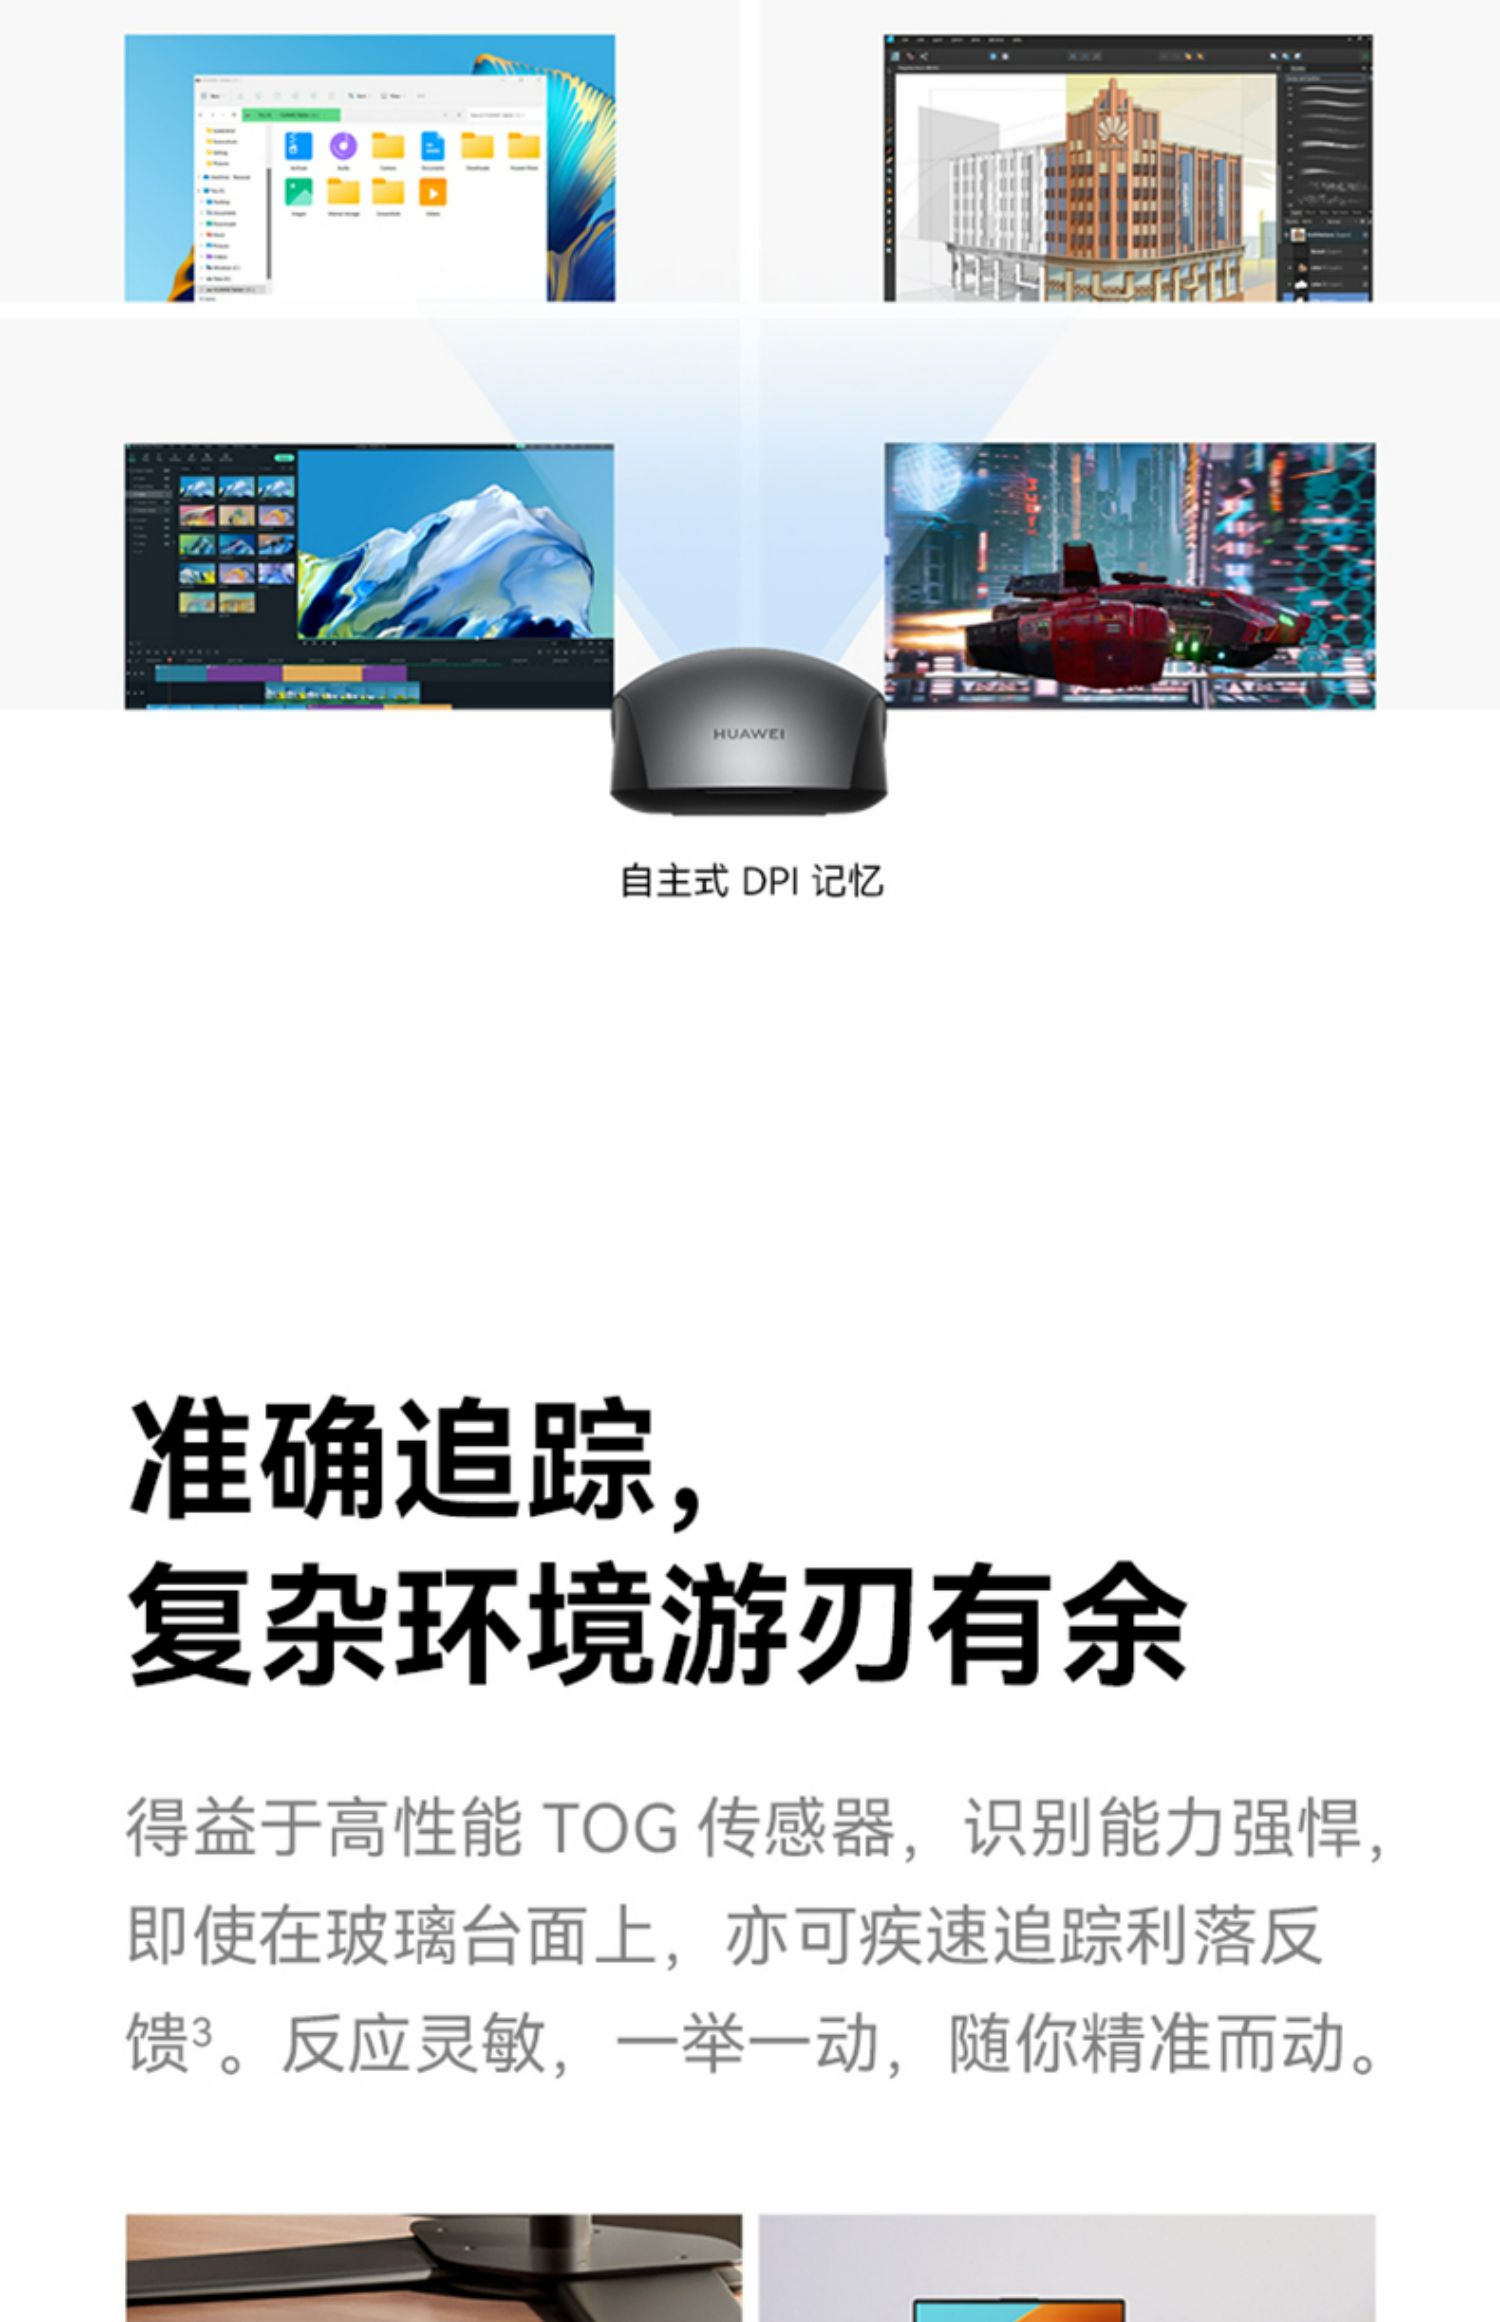 HUAWEI
自主式 DPI 记忆
准确追踪，
复杂环境游刃有余
得益于高性能 TOG 传感器，识别能力强悍，
即使在玻璃台面上，亦可疾速追踪利落反
馈³。反应灵敏，一举一动，随你精准而动。